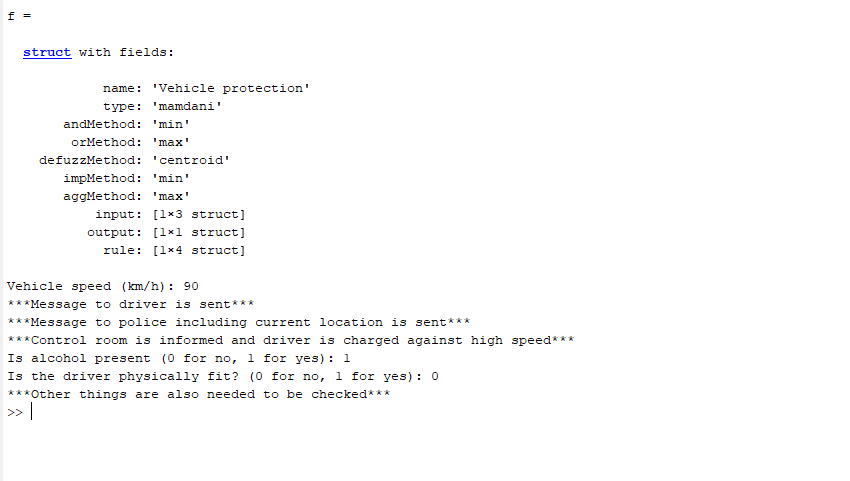 f =
struct with fields:
name: 'Vehicle protection'
type: 'mamdani'
andMethod: 'min'
orMethod: 'max'
defuzzMethod: 'centroid'
impMethod: 'min'
aggMethod: 'max'
input: [1×3 struct]
output: [1×1 struct]
rule: [1×4 struct]
Vehicle speed (km/h): 90
***Message to driver is sent***
***Message to police including current location is sent***
***Control room is informed and driver is charged against high speed***
Is alcohol present (0 for no, 1 for yes): 1
Is the driver physically fit? (0 for no, 1 for yes): 0
***Other things are also needed to be checked***
>>